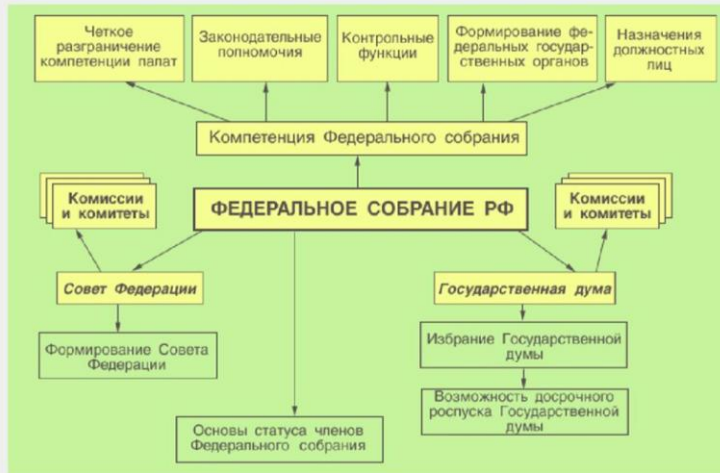 Четкое
разграничение
компетенции палат
Законодательные
попномочия
Контрольные
функции
Формирование фе-
деральных государ-
ственных органов
Назначения
должностных
лиц
Компетенция Федерального собрания
Комиссии
и комитеты
ФЕДЕРАЛЬНОЕ СОБРАНИЕ РФ
Комиссии
и комитеты
Совет Федерации
Государственная дума
Формирование Совета
Федерации
Избрание Государственной
думы
Возможность досрочного
роспуска Государственной
думы
Основы статуса членов
Федерального собрания